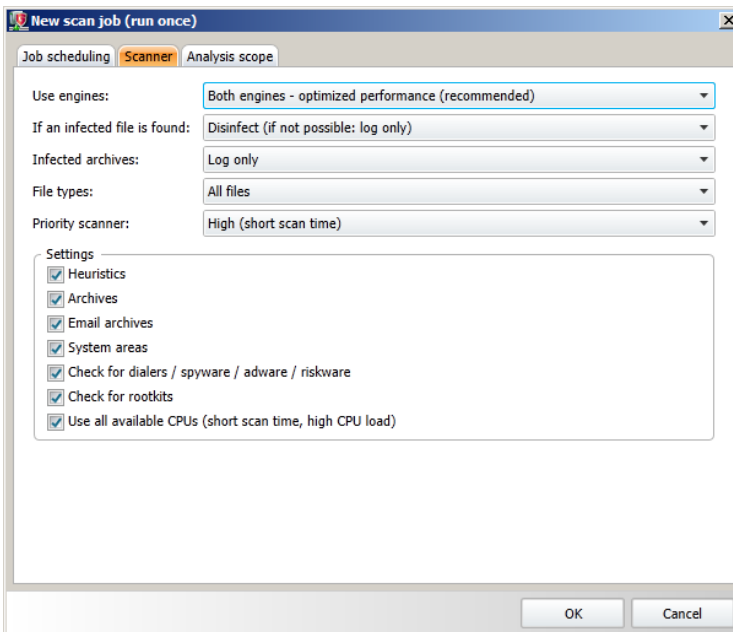 New scan job (run once)
Job scheduling Scanner Analysis scope
Use engines: Both engines - optimized performance (recommended)
If an infected file is found: Disinfect (if not possible: log only)
Infected archives: Log only
File types: All files
Priority scanner: High (short scan time)
Settings
Heuristics
Archives
Email archives
System areas
Check for dialers / spyware / adware / riskware
Check for rootkits
Use all available CPUs (short scan time, high CPU load)
OK Cancel